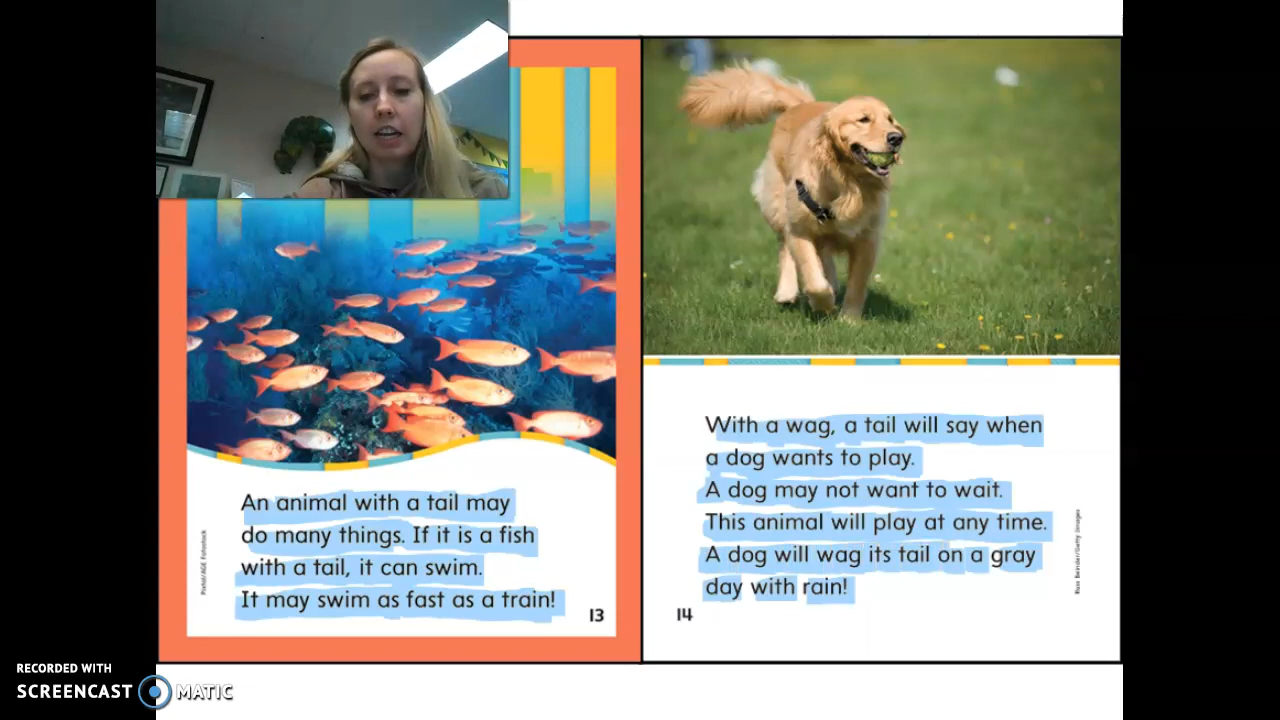 An animal with a tail may
do many things. If it is a fish
with a tail, it can swim.
It may swim as fast as a train!
13
With a wag, a tail will say when
a dog wants to play.
A dog may not want to wait.
This animal will play at any time.
A dog will wag its tail on a gray
day with rain!
14
RECORDED WITH
SCREENCAST MATIC